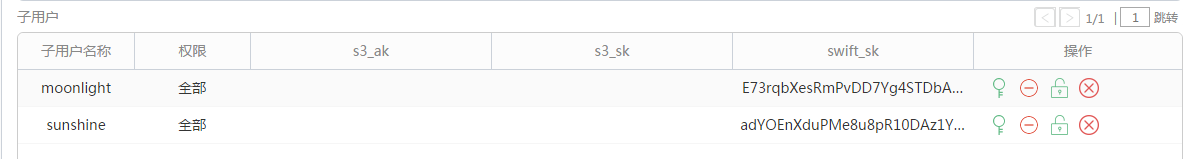 子用户
< > 1/1 | 1 跳转
子用户名称 权限 s3_ak s3_sk swift_sk 操作
moonlight 全部 E73rqbXesRmPvDD7Yg4STDbA...
sunshine 全部 adYOEnXduPMe8u8pR10DAz1Y...